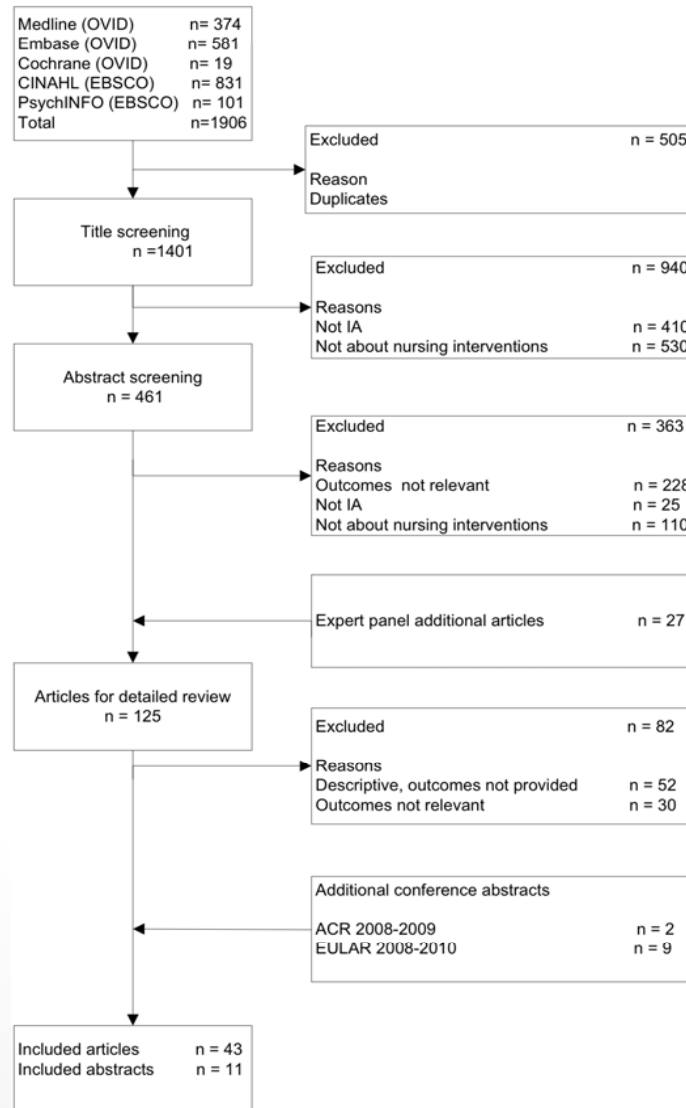 Medline (OVID) n= 374
Embase (OVID) n= 581
Cochrane (OVID) n= 19
CINAHL (EBSCO) n= 831
PsychINFO (EBSCO) n= 101
Total n=1906
Excluded n = 505
Reason
Duplicates
Title screening
n =1401
Excluded n = 940
Reasons
Not IA n = 410
Not about nursing interventions n = 530
Abstract screening
n = 461
Excluded n = 363
Reasons
Outcomes not relevant n = 228
Not IA n = 25
Not about nursing interventions n = 110
Expert panel additional articles n = 27
Articles for detailed review
n = 125
Excluded n = 82
Reasons
Descriptive, outcomes not provided n = 52
Outcomes not relevant n = 30
Additional conference abstracts
ACR 2008-2009 n = 2
EULAR 2008-2010 n = 9
Included articles n = 43
Included abstracts n = 11